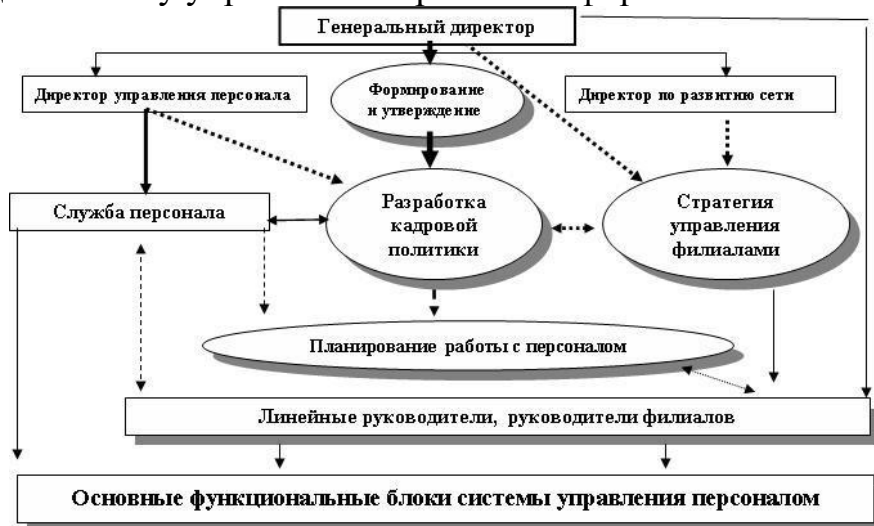 Генеральный директор
Директор управления персонала
Формирование
и утверждение
Директор по развитию сети
Служба персонала
Разработка
кадровой
политики
Стратегия
управления
филиалами
Планирование работы с персоналом
Линейные руководители, руководители филиалов
Основные функциональные блоки системы управления персоналом